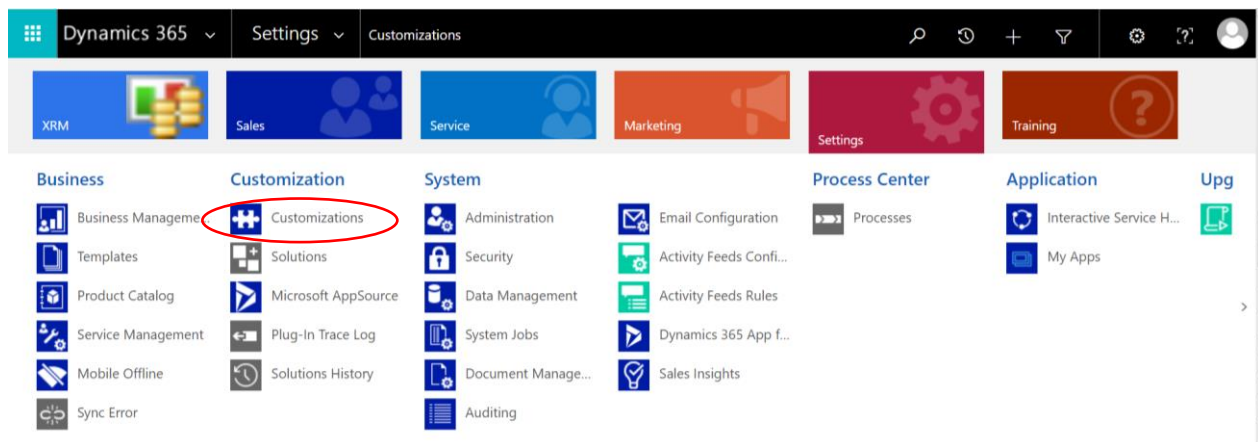 Dynamics 365 Settings Customizations [?]
XRM Sales Service Marketing Settings Training
Business
Business Manageme...
Templates
Product Catalog
Service Management
Mobile Offline
Sync Error
Customization
Customizations
Solutions
Microsoft AppSource
Plug-In Trace Log
Solutions History
System
Administration
Security
Data Management
System Jobs
Document Manage...
Auditing
Email Configuration
Activity Feeds Confi...
Activity Feeds Rules
Dynamics 365 App f...
Sales Insights
Process Center
Processes
Application
Interactive Service H...
My Apps
Upg